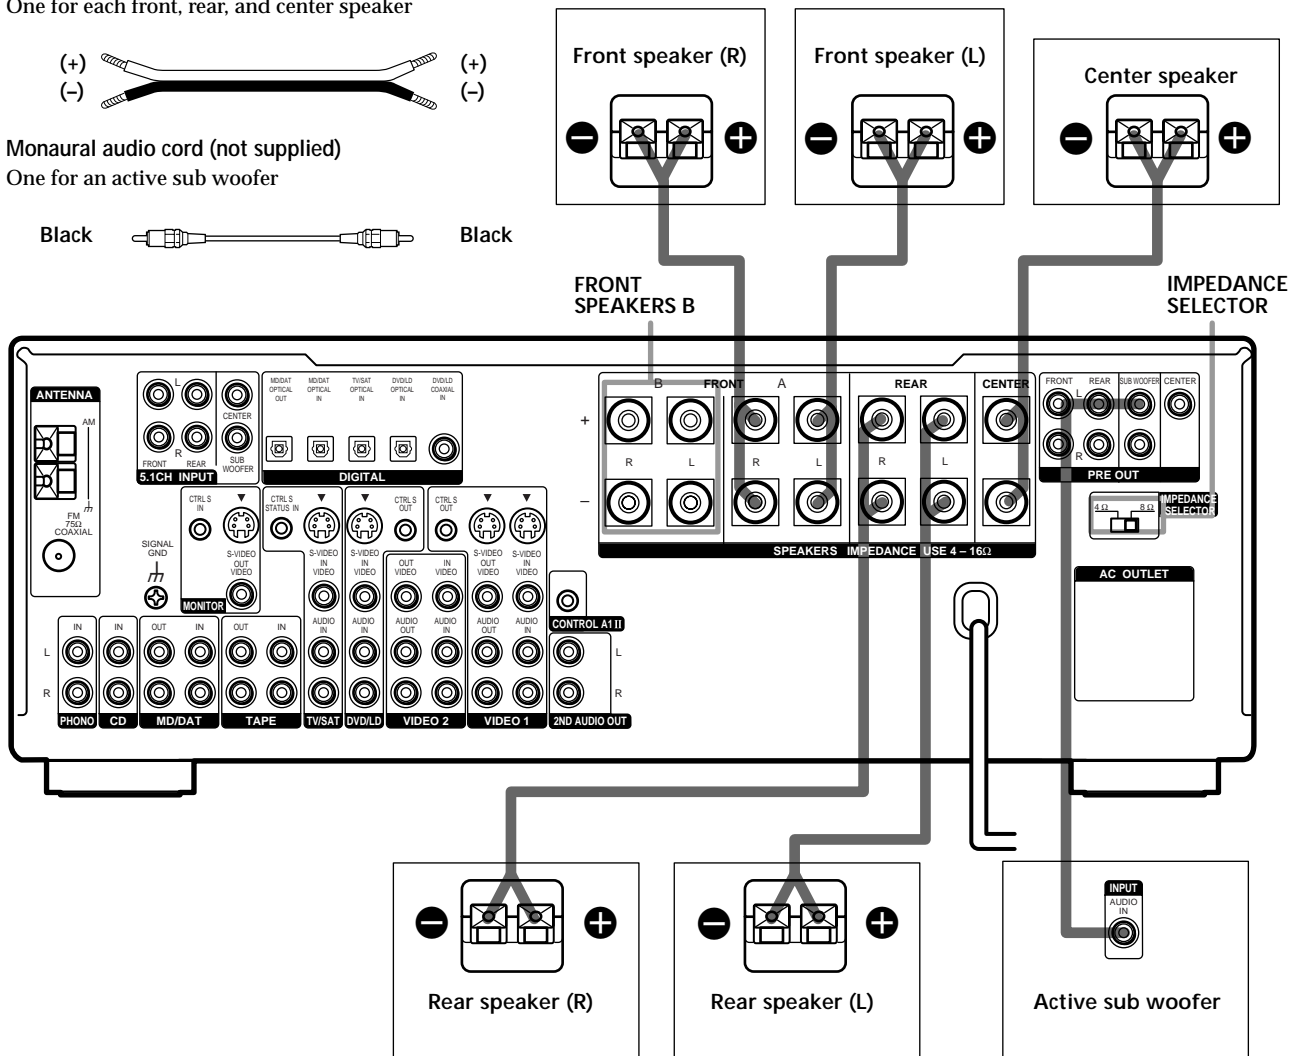 One for each front, rear, and center speaker
(+)
(–)
(+)
(–)
Monaural audio cord (not supplied)
One for an active sub woofer
Black
Black
Front speaker (R)
Front speaker (L)
Center speaker
FRONT
SPEAKERS B
IMPEDANCE
SELECTOR
ANTENNA
AM
FM
75Ω
COAXIAL
L
R
CENTER
FRONT
REAR
SUB
WOOFER
5.1CH INPUT
MD/DAT
OPTICAL
OUT
MD/DAT
OPTICAL
IN
TV/SAT
OPTICAL
IN
DVD/LD
OPTICAL
IN
DVD/LD
COAXIAL
IN
DIGITAL
B
FRONT
A
REAR
CENTER
+
R
L
R
L
R
L
–
SPEAKERS IMPEDANCE USE 4 – 16Ω
FRONT
REAR
SUB WOOFER
CENTER
L
R
PRE OUT
4 Ω
8 Ω
IMPEDANCE
SELECTOR
AC OUTLET
SIGNAL
GND
CTRL S
IN
S-VIDEO
OUT
VIDEO
MONITOR
CTRL S
STATUS IN
S-VIDEO
IN
VIDEO
S-VIDEO
IN
VIDEO
CTRL S
OUT
OUT
VIDEO
IN
VIDEO
CTRL S
OUT
S-VIDEO
OUT
VIDEO
S-VIDEO
IN
VIDEO
CONTROL A1 II
IN
IN
OUT
IN
OUT
IN
AUDIO
IN
AUDIO
IN
AUDIO
OUT
AUDIO
IN
AUDIO
OUT
AUDIO
IN
L
L
R
R
PHONO
CD
MD/DAT
TAPE
TV/SAT
DVD/LD
VIDEO 2
VIDEO 1
2ND AUDIO OUT
INPUT
AUDIO
IN
Rear speaker (R)
Rear speaker (L)
Active sub woofer